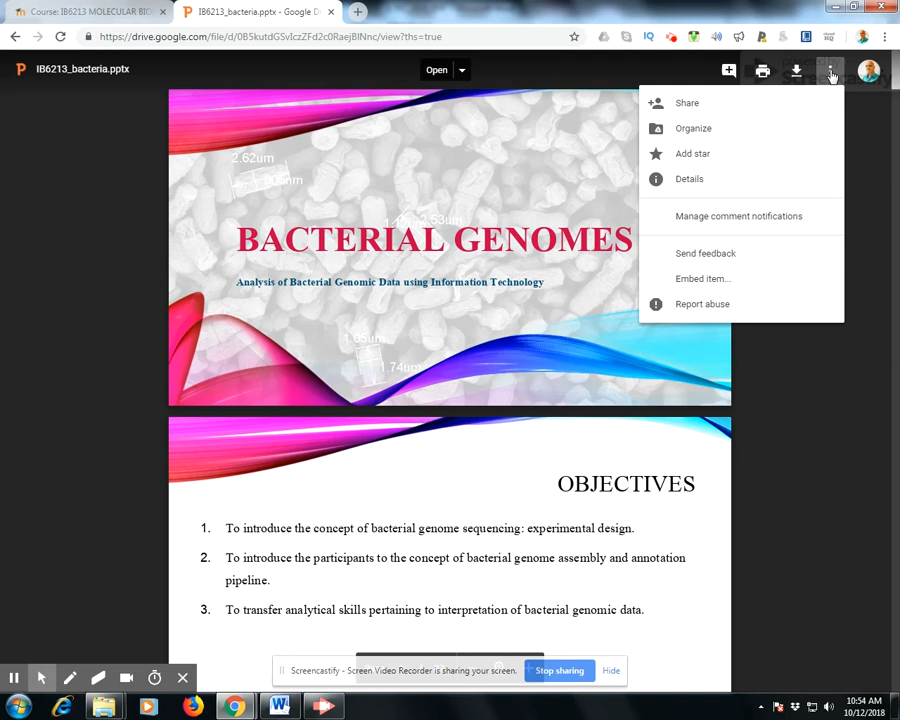 Course: IB6213 MOLECULAR BIO
IB6213_bacteria.pptx - Google D
https://drive.google.com/file/d/0B5kutdGSvIczZFd2c0RaejBlNnc/view?ths=true
IQ
P
IB6213_bacteria.pptx
Open
Share
Organize
Add star
Details
Manage comment notifications
Send feedback
Embed item...
Report abuse
2.62um
2.53um
BACTERIAL GENOMES
Analysis of Bacterial Genomic Data using Information Technology
1.65um
1.74um
OBJECTIVES
1. To introduce the concept of bacterial genome sequencing: experimental design.
2. To introduce the participants to the concept of bacterial genome assembly and annotation
pipeline.
3. To transfer analytical skills pertaining to interpretation of bacterial genomic data.
Screencastify - Screen Video Recorder is sharing your screen.
Stop sharing
Hide
10:54 AM
10/12/2018